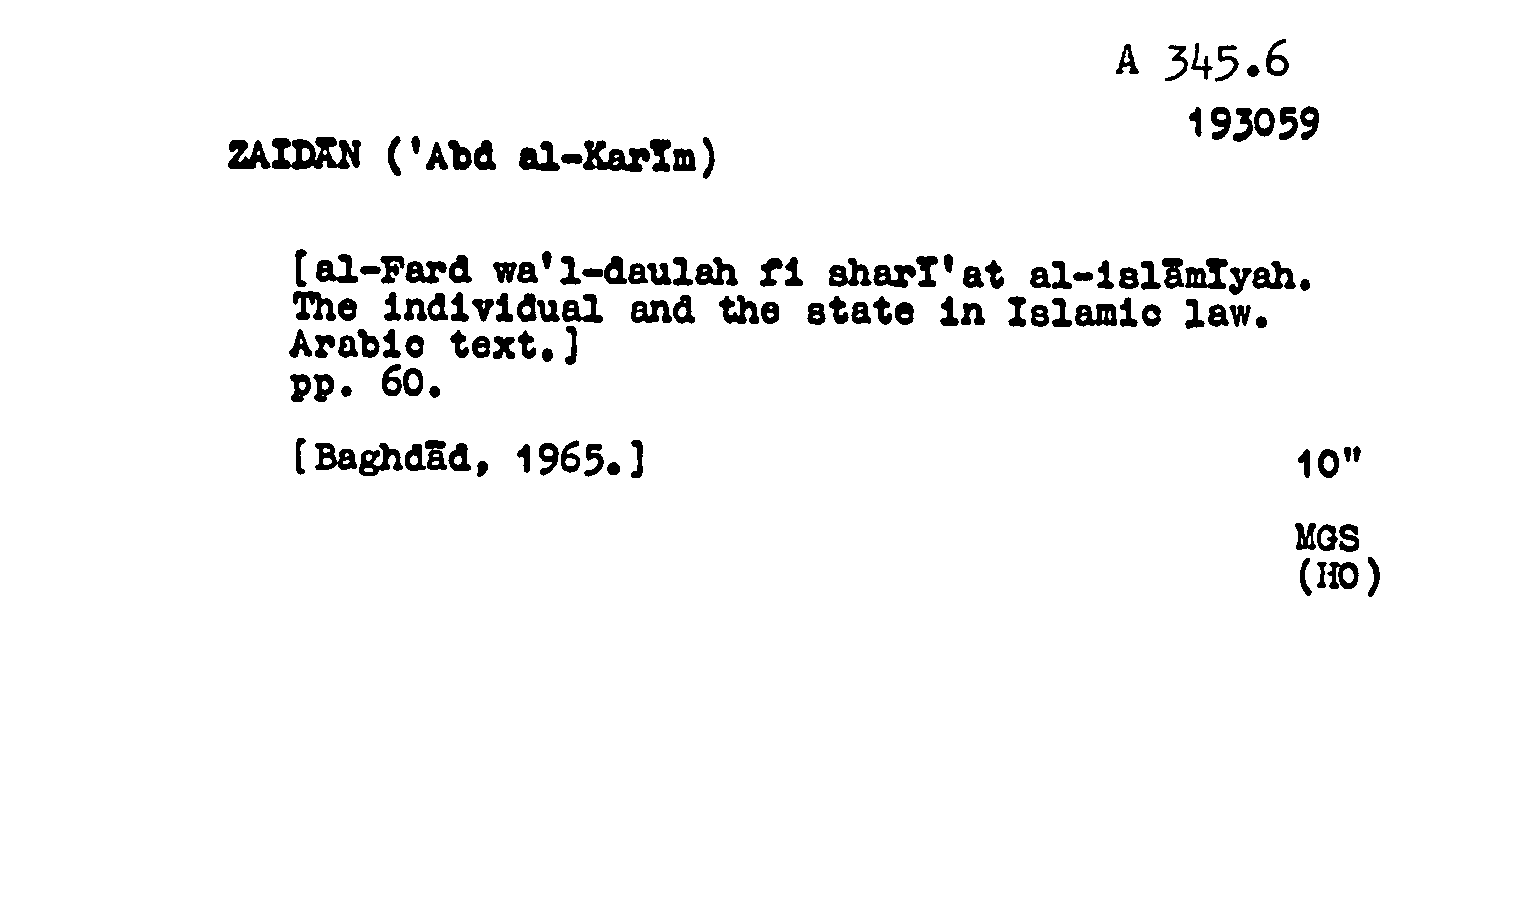 A 345.6
193059
ZAIDĀN ('Abd al-Karīm)
[al-Fard wa'l-daulah fi sharī'at al-islāmīyah.
The individual and the state in Islamic law.
Arabic text.]
pp. 60.
[Baghdād, 1965.]
10"
MGS
(HO)